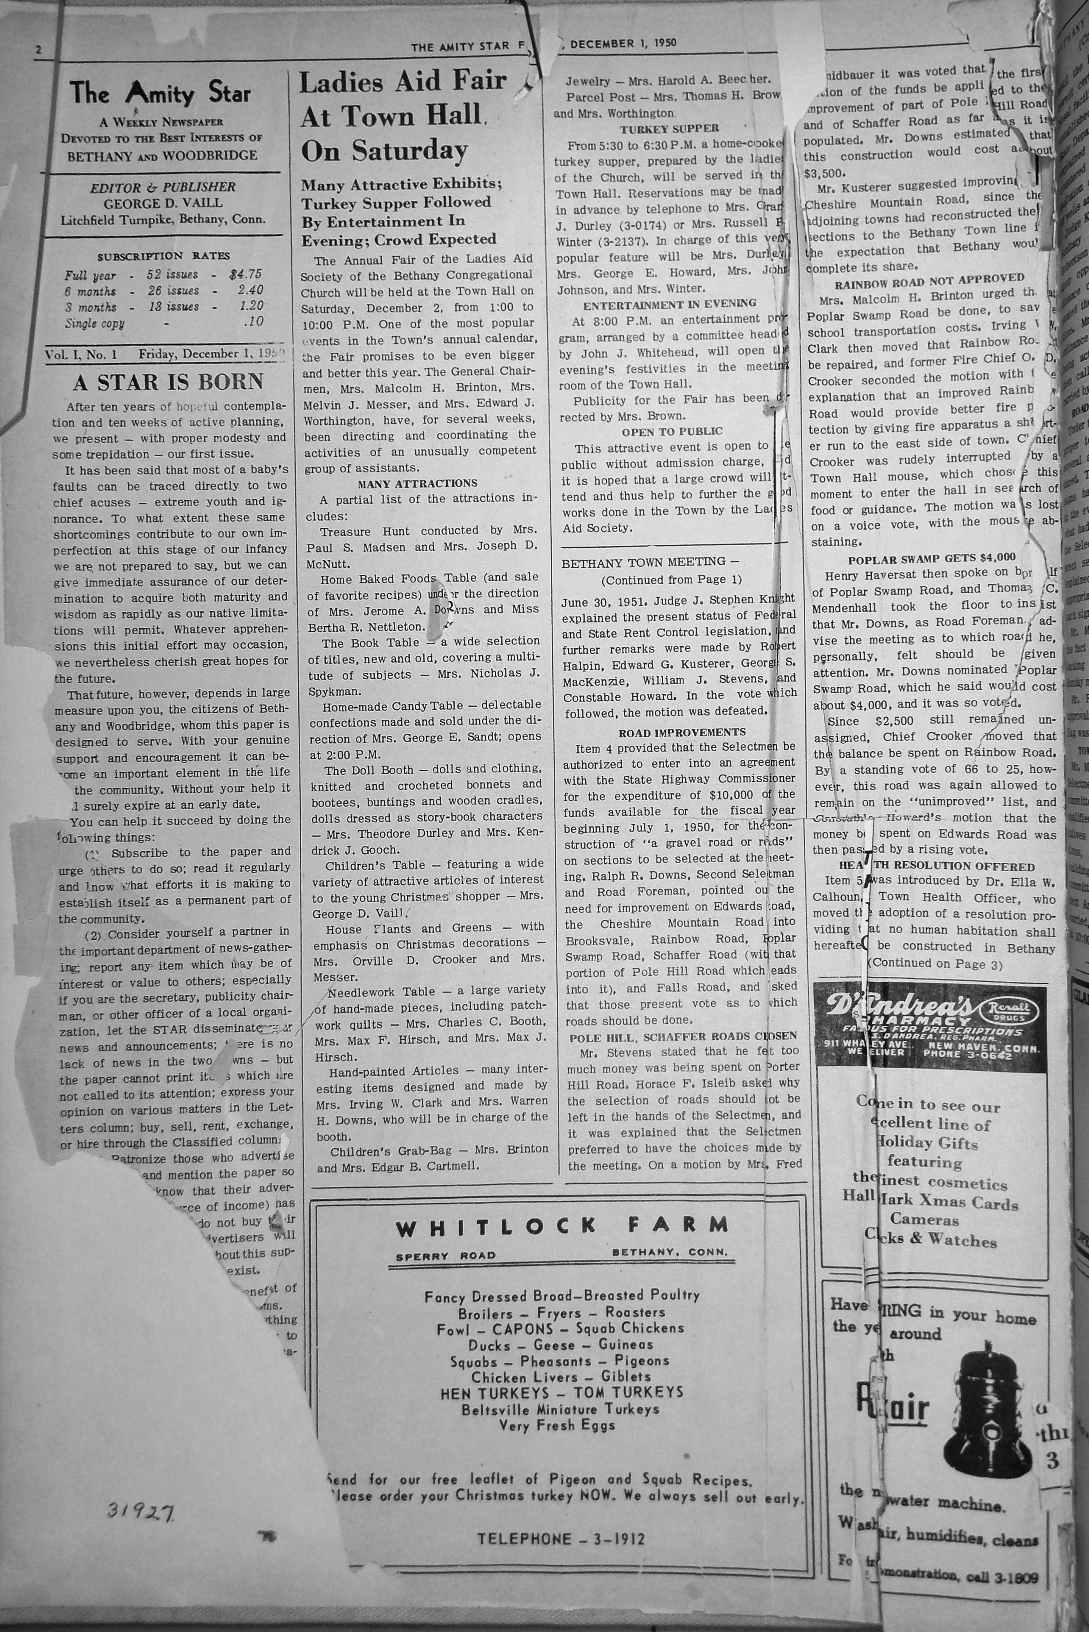 2
THE AMITY STAR F , DECEMBER 1, 1950
The Amity Star
A WEEKLY NEWSPAPER
DEVOTED TO THE BEST INTERESTS OF
BETHANY AND WOODBRIDGE
EDITOR & PUBLISHER
GEORGE D. VAILL
Litchfield Turnpike, Bethany, Conn.
SUBSCRIPTION RATES
Full year - 52 issues - $4.75
6 months - 26 issues - 2.40
3 months - 13 issues - 1.20
Single copy - .10
Vol. I, No. 1 Friday, December 1, 1950
A STAR IS BORN
After ten years of hopeful contempla-
tion and ten weeks of active planning,
we present — with proper modesty and
some trepidation — our first issue.
It has been said that most of a baby's
faults can be traced directly to two
chief acuses — extreme youth and ig-
norance. To what extent these same
shortcomings contribute to our own im-
perfection at this stage of our infancy
we are not prepared to say, but we can
give immediate assurance of our deter-
mination to acquire both maturity and
wisdom as rapidly as our native limita-
tions will permit. Whatever apprehen-
sions this initial effort may occasion,
we nevertheless cherish great hopes for
the future.
That future, however, depends in large
measure upon you, the citizens of Beth-
any and Woodbridge, whom this paper is
designed to serve. With your genuine
support and encouragement it can be-
ome an important element in the life
the community. Without your help it
surely expire at an early date.
You can help it succeed by doing the
following things:
(1) Subscribe to the paper and
urge others to do so; read it regularly
and know what efforts it is making to
establish itself as a permanent part of
the community.
(2) Consider yourself a partner in
the important department of news-gather-
ing; report any item which may be of
interest or value to others; especially
if you are the secretary, publicity chair-
man, or other officer of a local organi-
zation, let the STAR disseminate your
news and announcements; there is no
lack of news in the two towns — but
the paper cannot print it s which are
not called to its attention; express your
opinion on various matters in the Let-
ters column; buy, sell, rent, exchange,
or hire through the Classified column.
Patronize those who advertise
and mention the paper so
know that their adver-
rce of income) has
do not buy their
vertisers will
hout this sup-
exist.
enefit of
ms.
thing
to
a-
Ladies Aid Fair
At Town Hall,
On Saturday
Many Attractive Exhibits;
Turkey Supper Followed
By Entertainment In
Evening; Crowd Expected
The Annual Fair of the Ladies Aid
Society of the Bethany Congregational
Church will be held at the Town Hall on
Saturday, December 2, from 1:00 to
10:00 P.M. One of the most popular
events in the Town's annual calendar,
the Fair promises to be even bigger
and better this year. The General Chair-
men, Mrs. Malcolm H. Brinton, Mrs.
Melvin J. Messer, and Mrs. Edward J.
Worthington, have, for several weeks,
been directing and coordinating the
activities of an unusually competent
group of assistants.
MANY ATTRACTIONS
A partial list of the attractions in-
cludes:
Treasure Hunt conducted by Mrs.
Paul S. Madsen and Mrs. Joseph D.
McNutt.
Home Baked Foods Table (and sale
of favorite recipes) under the direction
of Mrs. Jerome A. Downs and Miss
Bertha R. Nettleton.
The Book Table — a wide selection
of titles, new and old, covering a multi-
tude of subjects — Mrs. Nicholas J.
Spykman.
Home-made Candy Table — delectable
confections made and sold under the di-
rection of Mrs. George E. Sandt; opens
at 2:00 P.M.
The Doll Booth — dolls and clothing,
knitted and crocheted bonnets and
bootees, buntings and wooden cradles,
dolls dressed as story-book characters
— Mrs. Theodore Durley and Mrs. Ken-
drick J. Gooch.
Children's Table — featuring a wide
variety of attractive articles of interest
to the young Christmas shopper — Mrs.
George D. Vaill.
House Plants and Greens — with
emphasis on Christmas decorations —
Mrs. Orville D. Crooker and Mrs.
Messer.
Needlework Table — a large variety
of hand-made pieces, including patch-
work quilts — Mrs. Charles C. Booth,
Mrs. Max F. Hirsch, and Mrs. Max J.
Hirsch.
Hand-painted Articles — many inter-
esting items designed and made by
Mrs. Irving W. Clark and Mrs. Warren
H. Downs, who will be in charge of the
booth.
Children's Grab-Bag — Mrs. Brinton
and Mrs. Edgar B. Cartmell.
Jewelry — Mrs. Harold A. Beecher.
Parcel Post — Mrs. Thomas H. Brow
and Mrs. Worthington
TURKEY SUPPER
From 5:30 to 6:30 P.M. a home-cooke
turkey supper, prepared by the ladie
of the Church, will be served in th
Town Hall. Reservations may be mad
in advance by telephone to Mrs. Gran
J. Durley (3-0174) or Mrs. Russell F
Winter (3-2137). In charge of this very
popular feature will be Mrs. Durley
Mrs. George E. Howard, Mrs. John
Johnson, and Mrs. Winter.
ENTERTAINMENT IN EVENING
At 8:00 P.M. an entertainment pr
gram, arranged by a committee head d
by John J. Whitehead, will open the
evening's festivities in the meeting
room of the Town Hall.
Publicity for the Fair has been di-
rected by Mrs. Brown.
OPEN TO PUBLIC
This attractive event is open to e
public without admission charge, d
it is hoped that a large crowd will t-
tend and thus help to further the g d
works done in the Town by the Ladies
Aid Society.
BETHANY TOWN MEETING —
(Continued from Page 1)
June 30, 1951. Judge J. Stephen Knight
explained the present status of Federal
and State Rent Control legislation, and
further remarks were made by Robert
Halpin, Edward G. Kusterer, George S.
MacKenzie, William J. Stevens, and
Constable Howard. In the vote which
followed, the motion was defeated.
ROAD IMPROVEMENTS
Item 4 provided that the Selectmen be
authorized to enter into an agreement
with the State Highway Commissioner
for the expenditure of $10,000 of the
funds available for the fiscal year
beginning July 1, 1950, for the con-
struction of "a gravel road or roads"
on sections to be selected at the meet-
ing. Ralph R. Downs, Second Selectman
and Road Foreman, pointed out the
need for improvement on Edwards Road,
the Cheshire Mountain Road into
Brooksvale, Rainbow Road, Poplar
Swamp Road, Schaffer Road (with that
portion of Pole Hill Road which leads
into it), and Falls Road, and asked
that those present vote as to which
roads should be done.
POLE HILL, SCHAFFER ROADS CHOSEN
Mr. Stevens stated that he felt too
much money was being spent on Porter
Hill Road. Horace F. Isleib asked why
the selection of roads should not be
left in the hands of the Selectmen, and
it was explained that the Selectmen
preferred to have the choices made by
the meeting. On a motion by Mrs. Fred
nidbauer it was voted that the first
tion of the funds be applied to the
mprovement of part of Pole Hill Road
and of Schaffer Road as far as it is
populated. Mr. Downs estimated that
this construction would cost about
$3,500.
Mr. Kusterer suggested improving
Cheshire Mountain Road, since the
adjoining towns had reconstructed the
sections to the Bethany Town line i
the expectation that Bethany woul
complete its share.
RAINBOW ROAD NOT APPROVED
Mrs. Malcolm H. Brinton urged th
Poplar Swamp Road be done, to sav
school transportation costs. Irving W.
Clark then moved that Rainbow Ro
be repaired, and former Fire Chief O. D.
Crooker seconded the motion with t e
explanation that an improved Rainb
Road would provide better fire p
tection by giving fire apparatus a short-
er run to the east side of town. Chief
Crooker was rudely interrupted by a
Town Hall mouse, which chose this
moment to enter the hall in search of
food or guidance. The motion was lost
on a voice vote, with the mouse ab-
staining.
POPLAR SWAMP GETS $4,000
Henry Haversat then spoke on b lf
of Poplar Swamp Road, and Thomas C.
Mendenhall took the floor to insist
that Mr. Downs, as Road Foreman, ad-
vise the meeting as to which road he,
personally, felt should be given
attention. Mr. Downs nominated Poplar
Swamp Road, which he said would cost
about $4,000, and it was so voted.
Since $2,500 still remained un-
assigned, Chief Crooker moved that
the balance be spent on Rainbow Road.
By a standing vote of 66 to 25, how-
ever, this road was again allowed to
remain on the "unimproved" list, and
Constable Howard's motion that the
money be spent on Edwards Road was
then passed by a rising vote.
HEALTH RESOLUTION OFFERED
Item 5 was introduced by Dr. Ella W.
Calhoun, Town Health Officer, who
moved the adoption of a resolution pro-
viding that no human habitation shall
hereafter be constructed in Bethany
(Continued on Page 3)
D'Andrea's
PHARMACY
Rexall
DRUGS
FAMOUS FOR PRESCRIPTIONS
S. D'ANDREA, REG. PHARM.
911 WHALEY AVE. NEW HAVEN, CONN.
WE DELIVER PHONE 3-0642
Come in to see our
excellent line of
Holiday Gifts
featuring
the finest cosmetics
Hall Mark Xmas Cards
Cameras
Clocks & Watches
WHITLOCK FARM
SPERRY ROAD BETHANY, CONN.
Fancy Dressed Broad—Breasted Poultry
Broilers — Fryers — Roasters
Fowl — CAPONS — Squab Chickens
Ducks — Geese — Guineas
Squabs — Pheasants — Pigeons
Chicken Livers — Giblets
HEN TURKEYS — TOM TURKEYS
Beltsville Miniature Turkeys
Very Fresh Eggs
Send for our free leaflet of Pigeon and Squab Recipes.
Please order your Christmas turkey NOW. We always sell out early.
TELEPHONE — 3-1912
Have SPRING in your home
the year around
with
R air
the n water machine.
Wash air, humidifies, cleans
For demonstration, call 3-1809
31927